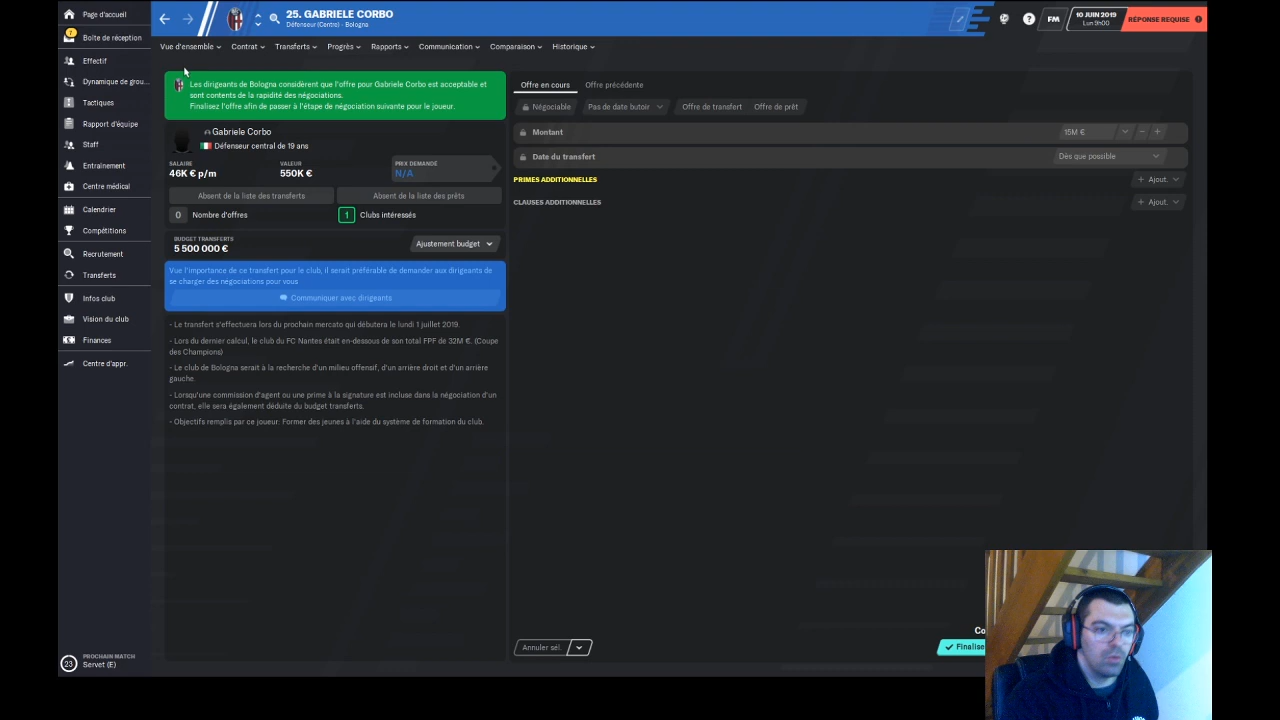 Page d'accueil
7
Boîte de réception
Effectif
Dynamique de grou...
Tactiques
Rapport d'équipe
Staff
Entraînement
Centre médical
Calendrier
Compétitions
Recrutement
Transferts
Infos club
Vision du club
Finances
Centre d'appr.
PROCHAIN MATCH
23 Servet (E)
25. GABRIELE CORBO
Défenseur (Centre) - Bologna
FM
10 JUIN 2019
Lun 9h00
RÉPONSE REQUISE
Vue d'ensemble
Contrat
Transferts
Progrès
Rapports
Communication
Comparaison
Historique
Les dirigeants de Bologna considèrent que l'offre pour Gabriele Corbo est acceptable et
sont contents de la rapidité des négociations.
Finalisez l'offre afin de passer à l'étape de négociation suivante pour le joueur.
Gabriele Corbo
Défenseur central de 19 ans
SALAIRE
46K € p/m
VALEUR
550K €
PRIX DEMANDÉ
N/A
Absent de la liste des transferts
Absent de la liste des prêts
0 Nombre d'offres
1 Clubs intéressés
BUDGET TRANSFERTS
5 500 000 €
Ajustement budget
Vue l'importance de ce transfert pour le club, il serait préférable de demander aux dirigeants de
se charger des négociations pour vous
Communiquer avec dirigeants
- Le transfert s'effectuera lors du prochain mercato qui débutera le lundi 1 juillet 2019.
- Lors du dernier calcul, le club du FC Nantes était en-dessous de son total FPF de 32M €. (Coupe
des Champions)
- Le club de Bologna serait à la recherche d'un milieu offensif, d'un arrière droit et d'un arrière
gauche.
- Lorsqu'une commission d'agent ou une prime à la signature est incluse dans la négociation d'un
contrat, elle sera également déduite du budget transferts.
- Objectifs remplis par ce joueur: Former des jeunes à l'aide du système de formation du club.
Offre en cours
Offre précédente
Négociable
Pas de date butoir
Offre de transfert
Offre de prêt
Montant
15M €
Date du transfert
Dès que possible
PRIMES ADDITIONNELLES
+ Ajout.
CLAUSES ADDITIONNELLES
+ Ajout.
Annuler sél.
Co
Finalise